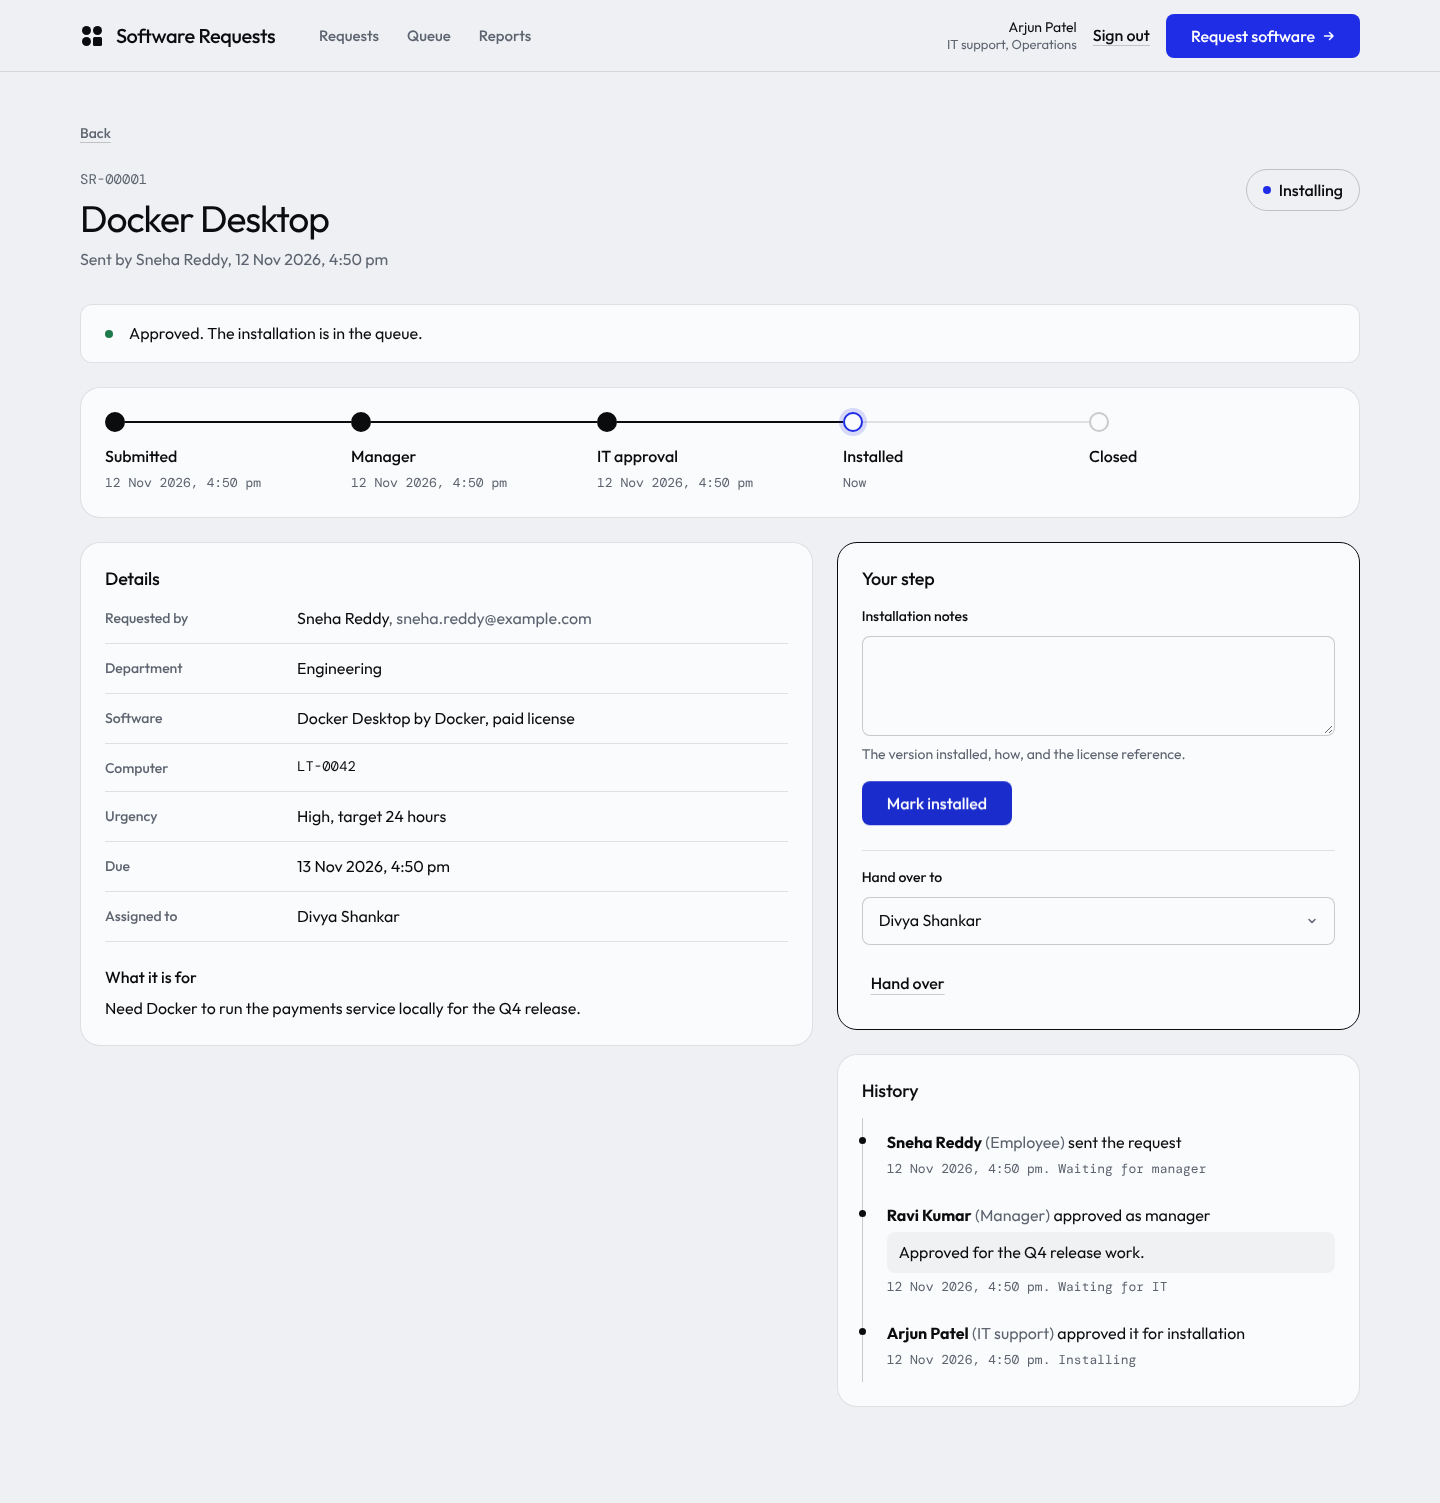 Software Requests
Requests
Queue
Reports
Arjun Patel
IT support, Operations
Sign out
Request software →
Back
SR-00001
Docker Desktop
Sent by Sneha Reddy, 12 Nov 2026, 4:50 pm
Installing
Approved. The installation is in the queue.
Submitted
12 Nov 2026, 4:50 pm
Manager
12 Nov 2026, 4:50 pm
IT approval
12 Nov 2026, 4:50 pm
Installed
Now
Closed
Details
Requested by
Sneha Reddy, sneha.reddy@example.com
Department
Engineering
Software
Docker Desktop by Docker, paid license
Computer
LT-0042
Urgency
High, target 24 hours
Due
13 Nov 2026, 4:50 pm
Assigned to
Divya Shankar
What it is for
Need Docker to run the payments service locally for the Q4 release.
Your step
Installation notes
The version installed, how, and the license reference.
Mark installed
Hand over to
Divya Shankar
Hand over
History
Sneha Reddy (Employee) sent the request
12 Nov 2026, 4:50 pm. Waiting for manager
Ravi Kumar (Manager) approved as manager
Approved for the Q4 release work.
12 Nov 2026, 4:50 pm. Waiting for IT
Arjun Patel (IT support) approved it for installation
12 Nov 2026, 4:50 pm. Installing